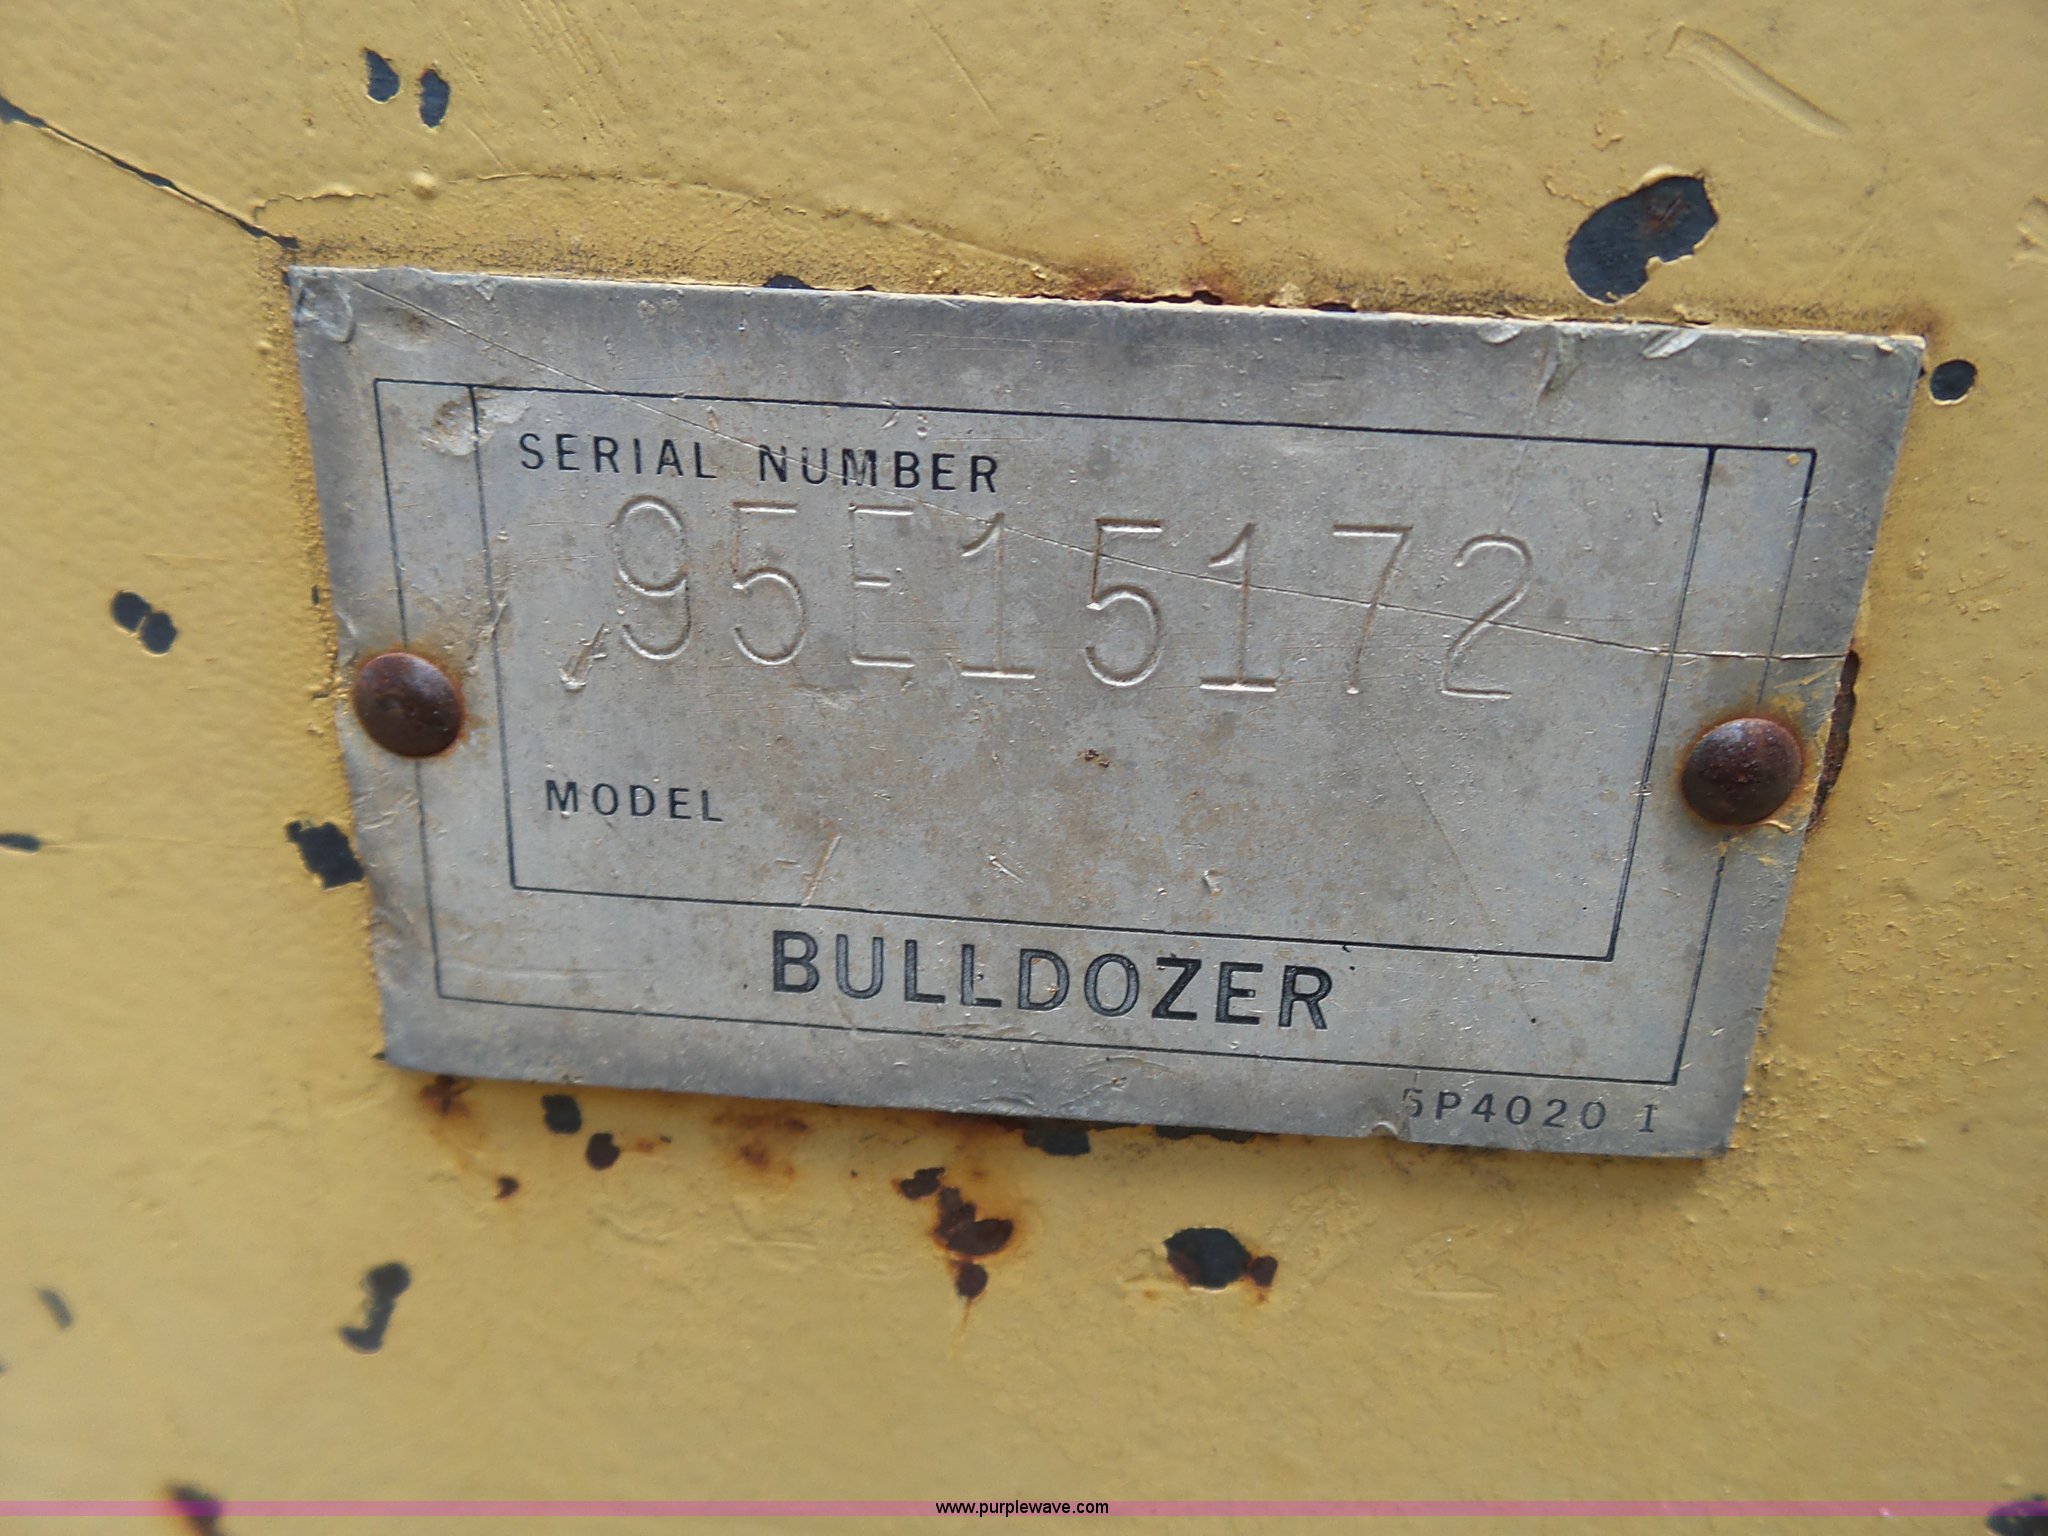 SERIAL NUMBER
95E15172
MODEL
BULLDOZER
5P4020 1
www.purplewave.com